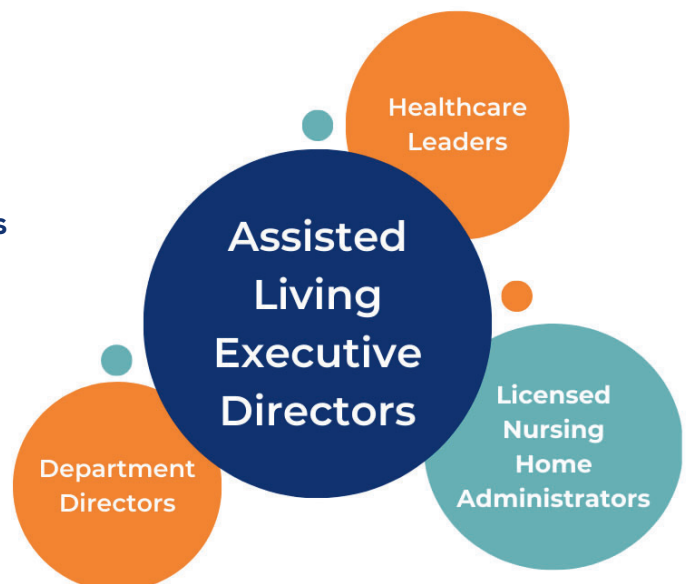 Healthcare
Leaders
s
Assisted
Living
Executive
Directors
Licensed
Nursing
Home
Administrators
Department
Directors